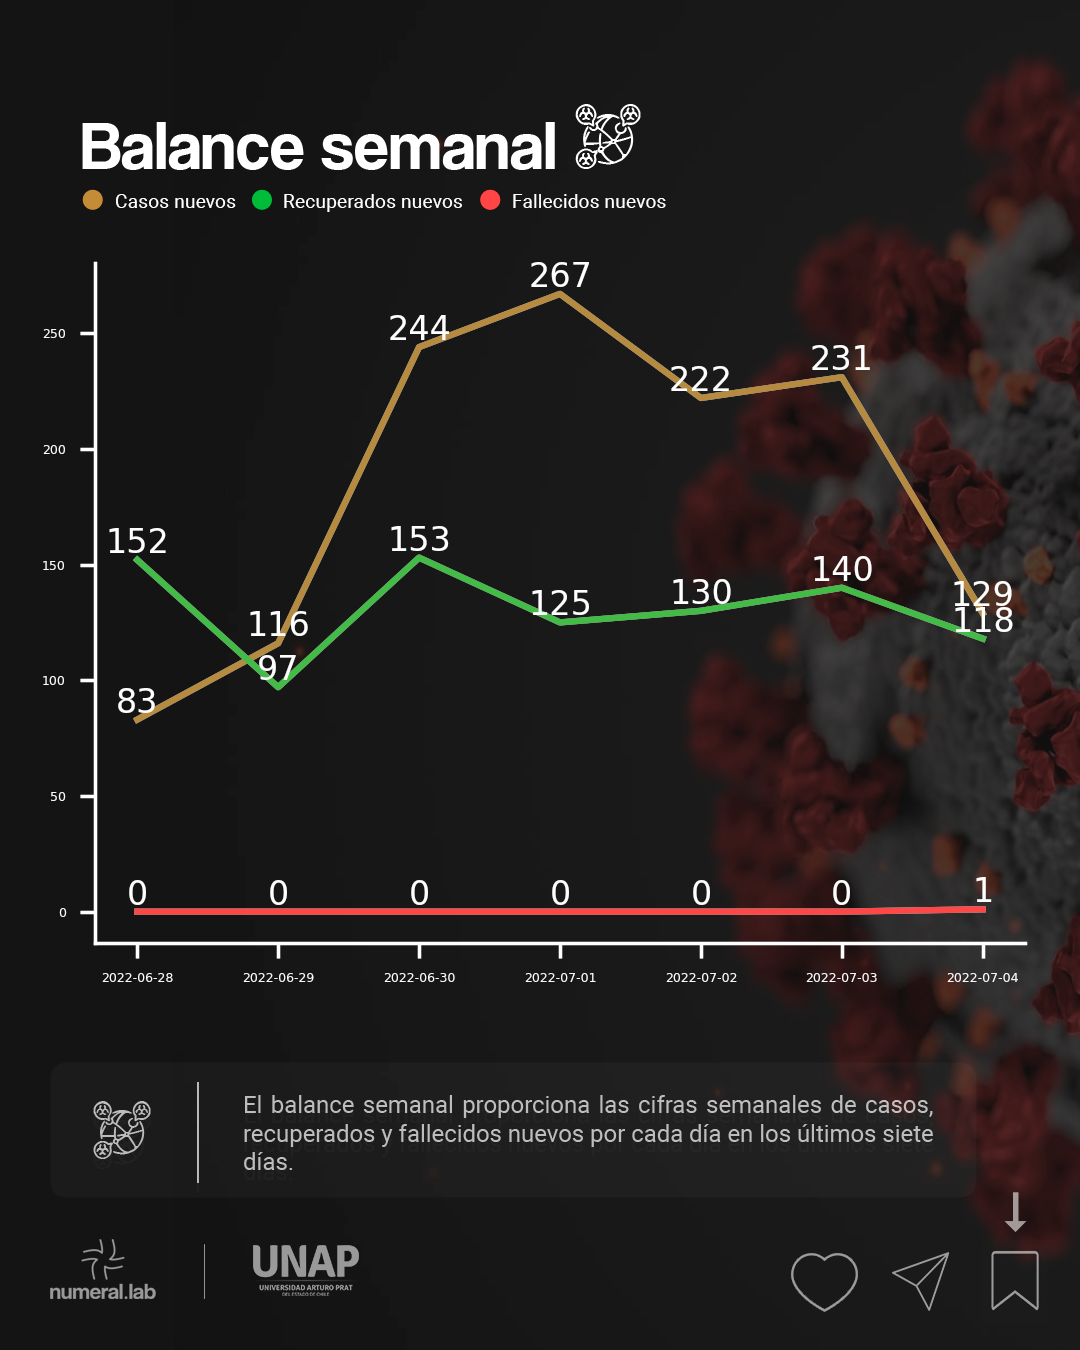 Balance semanal
Casos nuevos Recuperados nuevos Fallecidos nuevos
267
250
244
231
222
200
152
153
150
140
130
125
129
118
116
97
100
83
50
0 0 0 0 0 0 1
0
2022-06-28 2022-06-29 2022-06-30 2022-07-01 2022-07-02 2022-07-03 2022-07-04
El balance semanal proporciona las cifras semanales de casos,
recuperados y fallecidos nuevos por cada día en los últimos siete
días.
numeral.lab
UNAP
UNIVERSIDAD ARTURO PRAT
DEL ESTADO DE CHILE